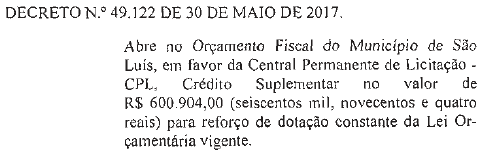 DECRETO N.º 49.122 DE 30 DE MAIO DE 2017.
Abre no Orçamento Fiscal do Município de São
Luís, em favor da Central Permanente de Licitação -
CPL, Crédito Suplementar no valor de
R$ 600.904,00 (seiscentos mil, novecentos e quatro
reais) para reforço de dotação constante da Lei Or-
çamentária vigente.